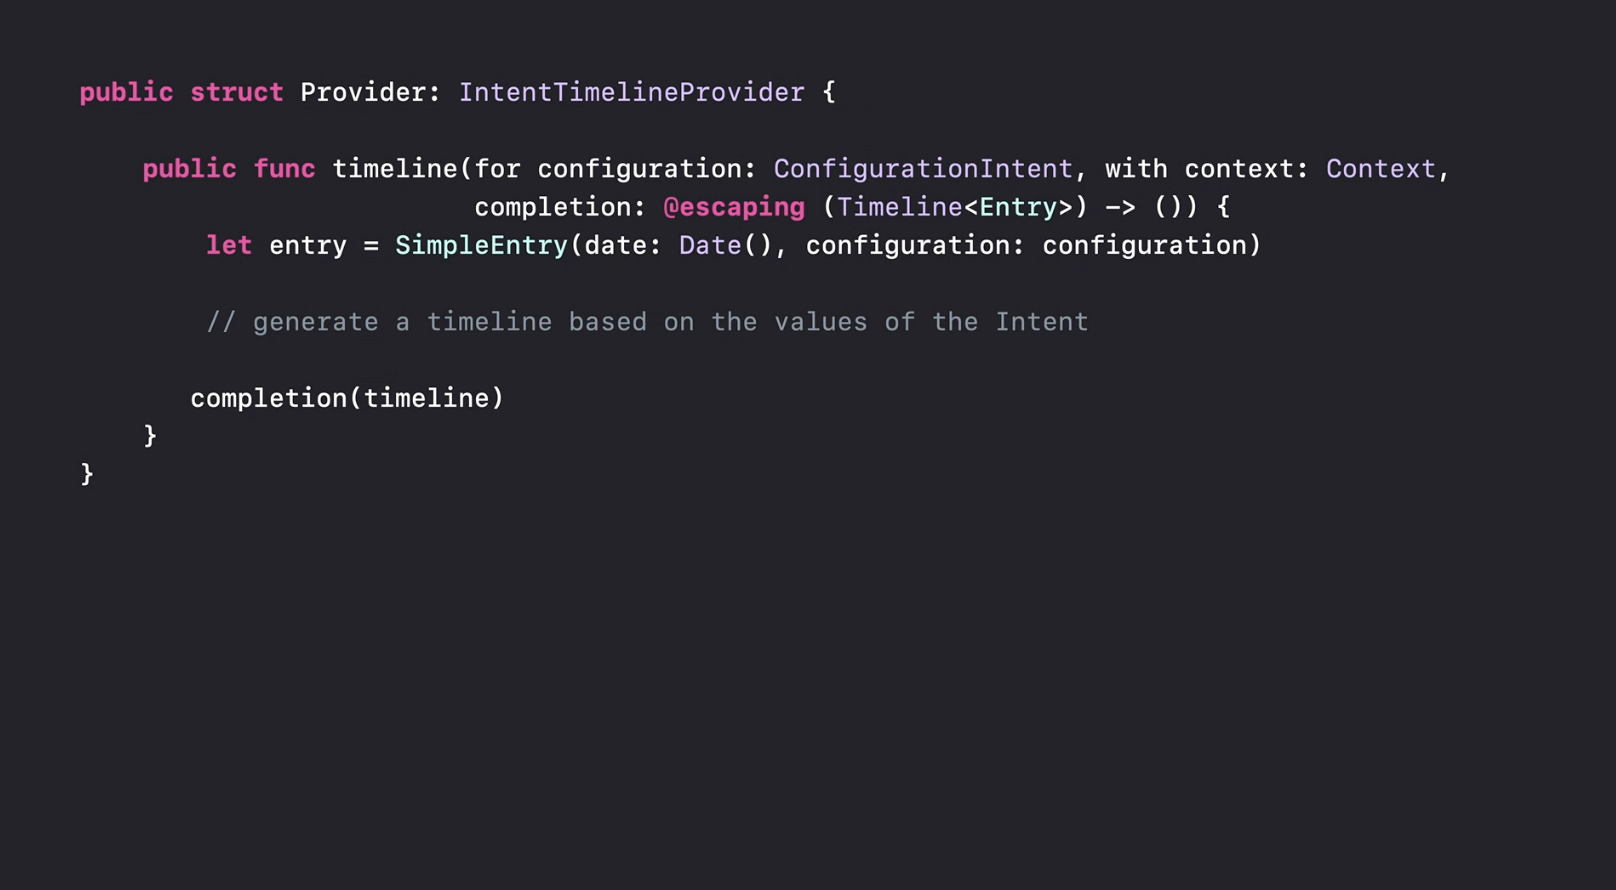 public struct Provider: IntentTimelineProvider {
public func timeline(for configuration: ConfigurationIntent, with context: Context,
completion: @escaping (Timeline<Entry>) -> ()) {
let entry = SimpleEntry(date: Date(), configuration: configuration)
// generate a timeline based on the values of the Intent
completion(timeline)
}
}